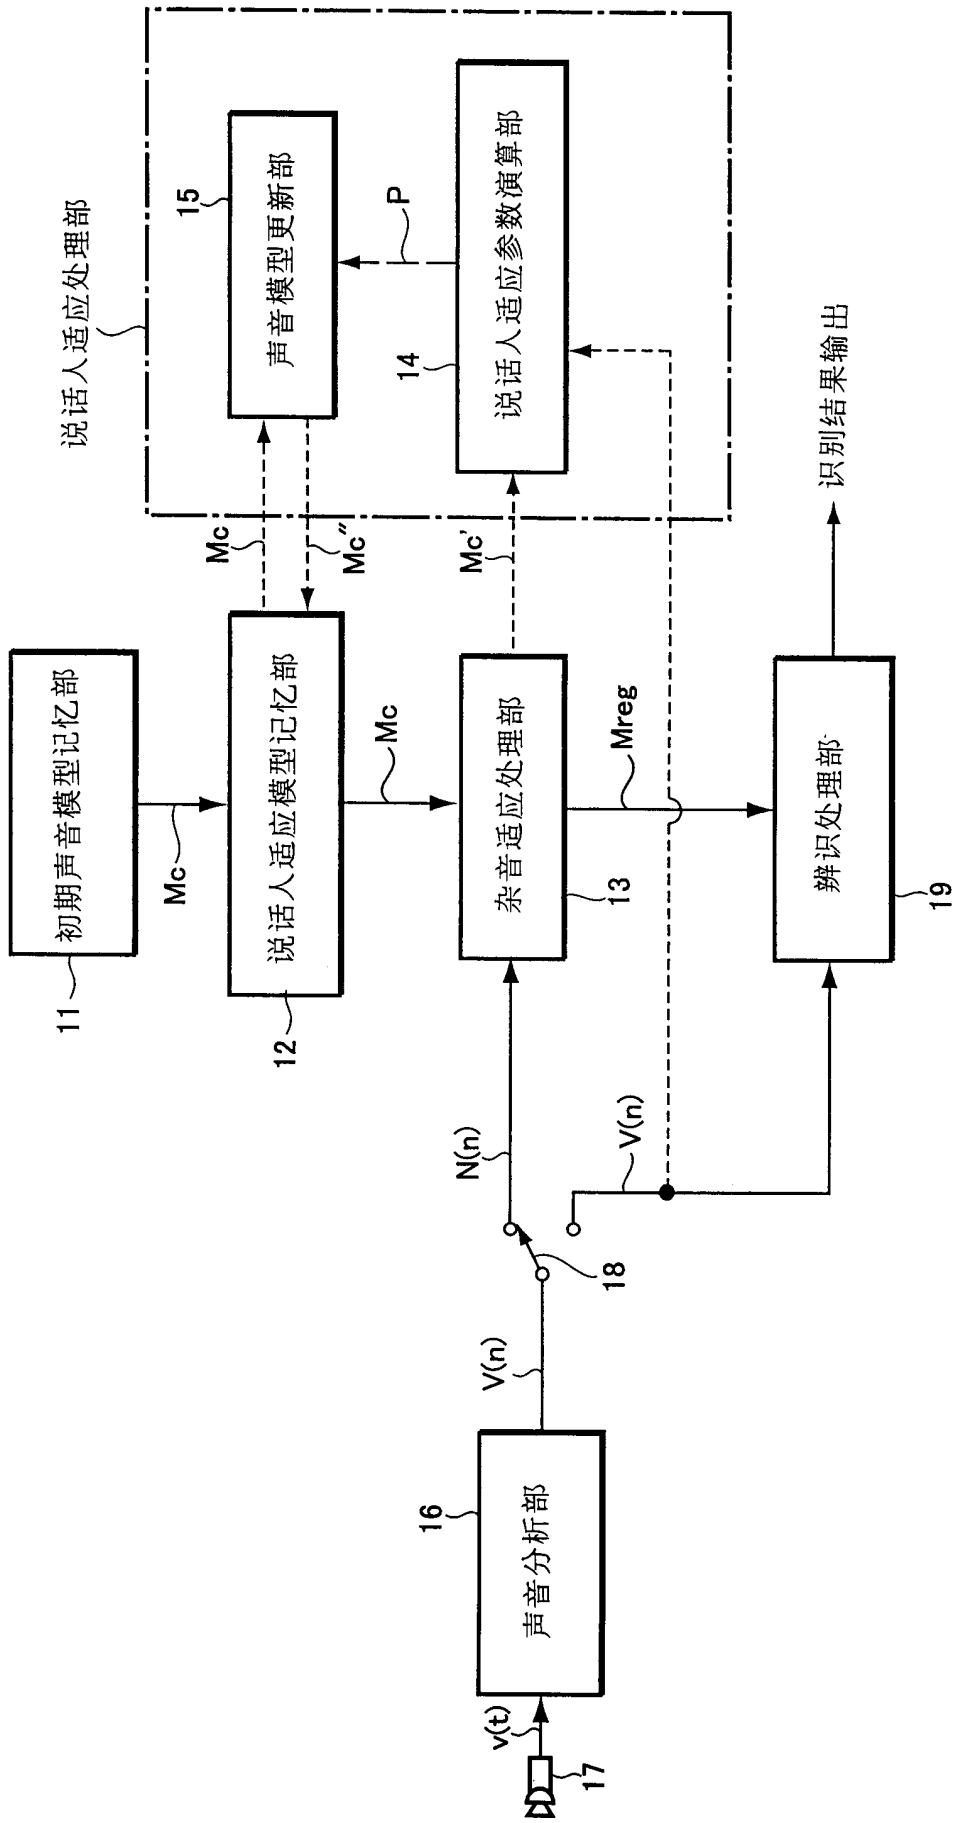 11
初期声音模型记忆部
Mc
12
说话人适应模型记忆部
Mc
Mc
Mc"
说话人适应处理部
15
声音模型更新部
P
14
说话人适应参数演算部
Mc'
杂音适应处理部
13
N(n)
Mreg
17
v(t)
16
声音分析部
V(n)
18
V(n)
辨识处理部
19
识别结果输出